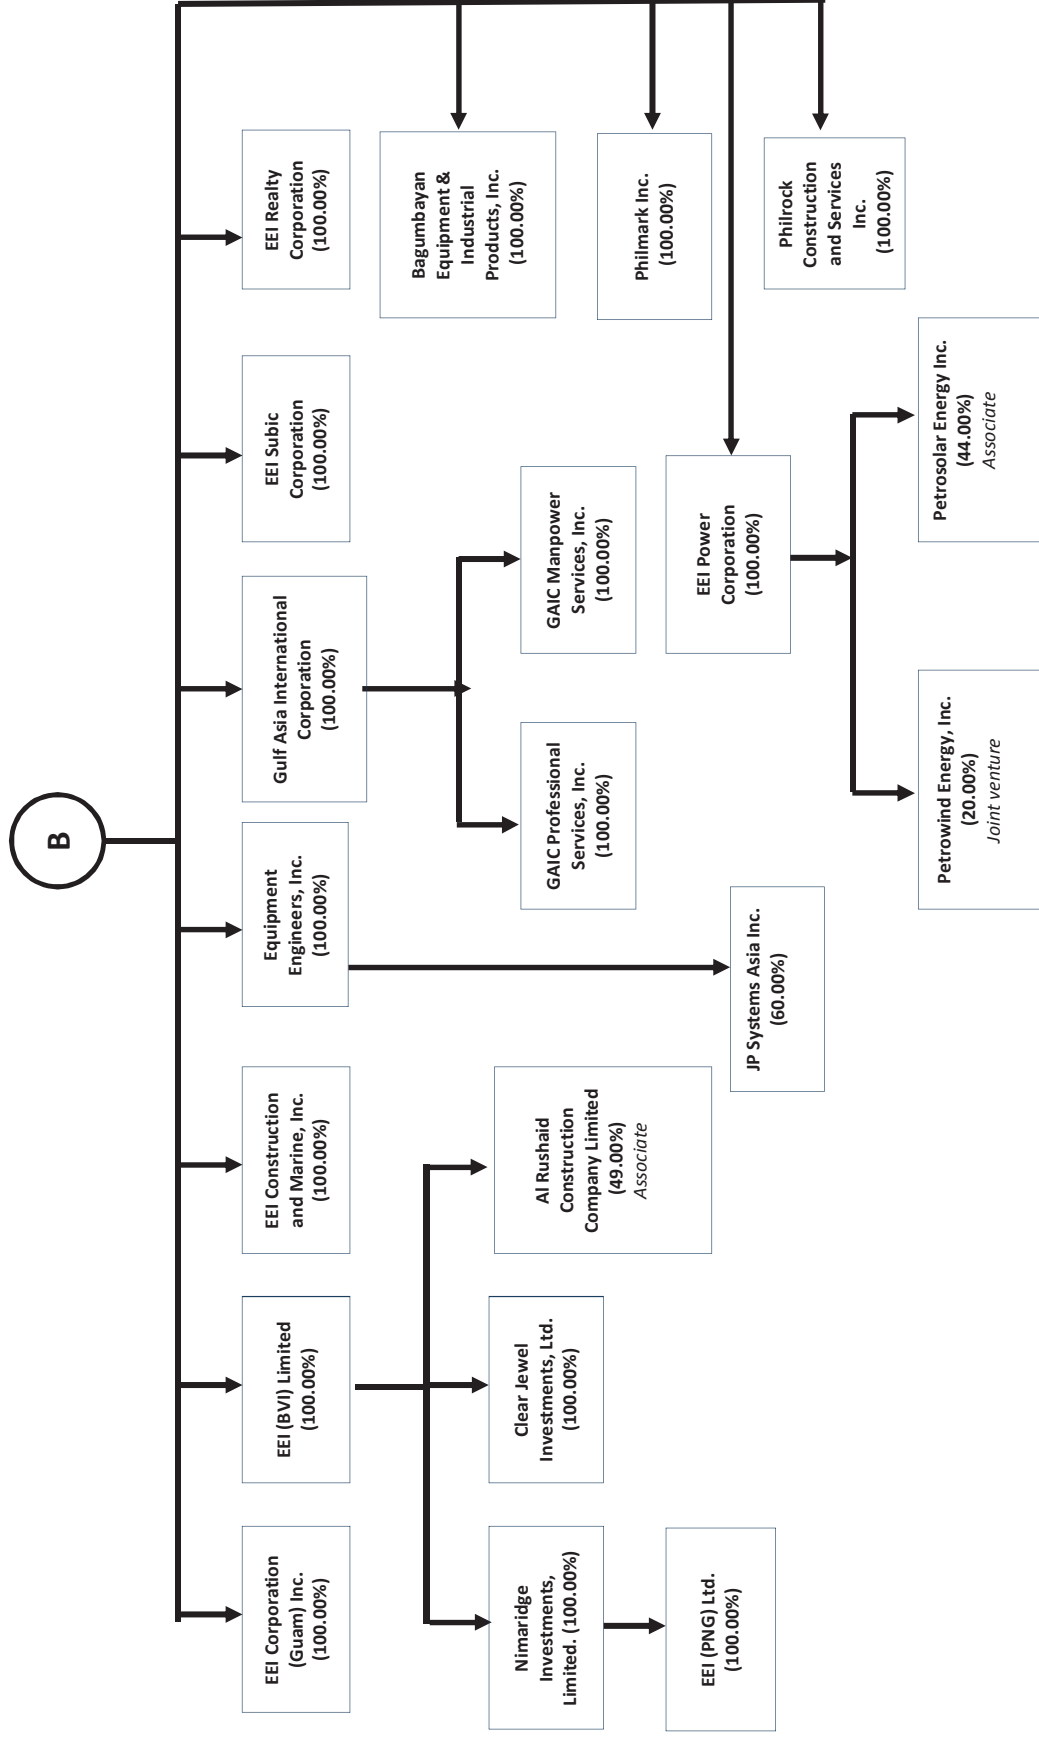 B
EEI Corporation
(Guam) Inc.
(100.00%)
EEI (BVI) Limited
(100.00%)
EEI Construction
and Marine, Inc.
(100.00%)
Equipment
Engineers, Inc.
(100.00%)
Gulf Asia International
Corporation
(100.00%)
EEI Subic
Corporation
(100.00%)
EEI Realty
Corporation
(100.00%)
Nimaridge
Investments,
Limited. (100.00%)
Clear Jewel
Investments, Ltd.
(100.00%)
Al Rushaid
Construction
Company Limited
(49.00%)
Associate
GAIC Professional
Services, Inc.
(100.00%)
GAIC Manpower
Services, Inc.
(100.00%)
Bagumbayan
Equipment &
Industrial
Products, Inc.
(100.00%)
Philmark Inc.
(100.00%)
EEI (PNG) Ltd.
(100.00%)
JP Systems Asia Inc.
(60.00%)
EEI Power
Corporation
(100.00%)
Philrock
Construction
and Services
Inc.
(100.00%)
Petrowind Energy, Inc.
(20.00%)
Joint venture
Petrosolar Energy Inc.
(44.00%)
Associate